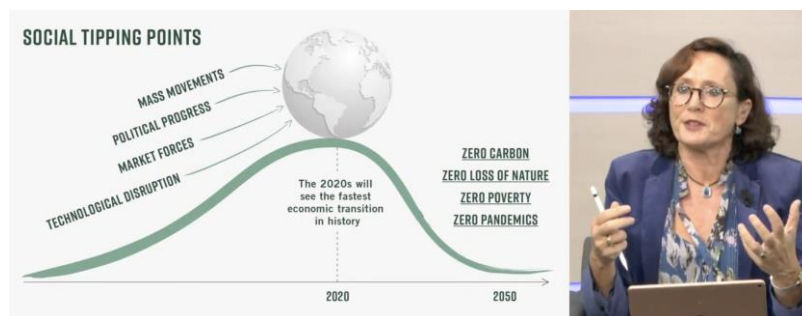 SOCIAL TIPPING POINTS
MASS MOVEMENTS
POLITICAL PROGRESS
MARKET FORCES
TECHNOLOGICAL DISRUPTION
The 2020s will
see the fastest
economic transition
in history
ZERO CARBON
ZERO LOSS OF NATURE
ZERO POVERTY
ZERO PANDEMICS
2020
2050